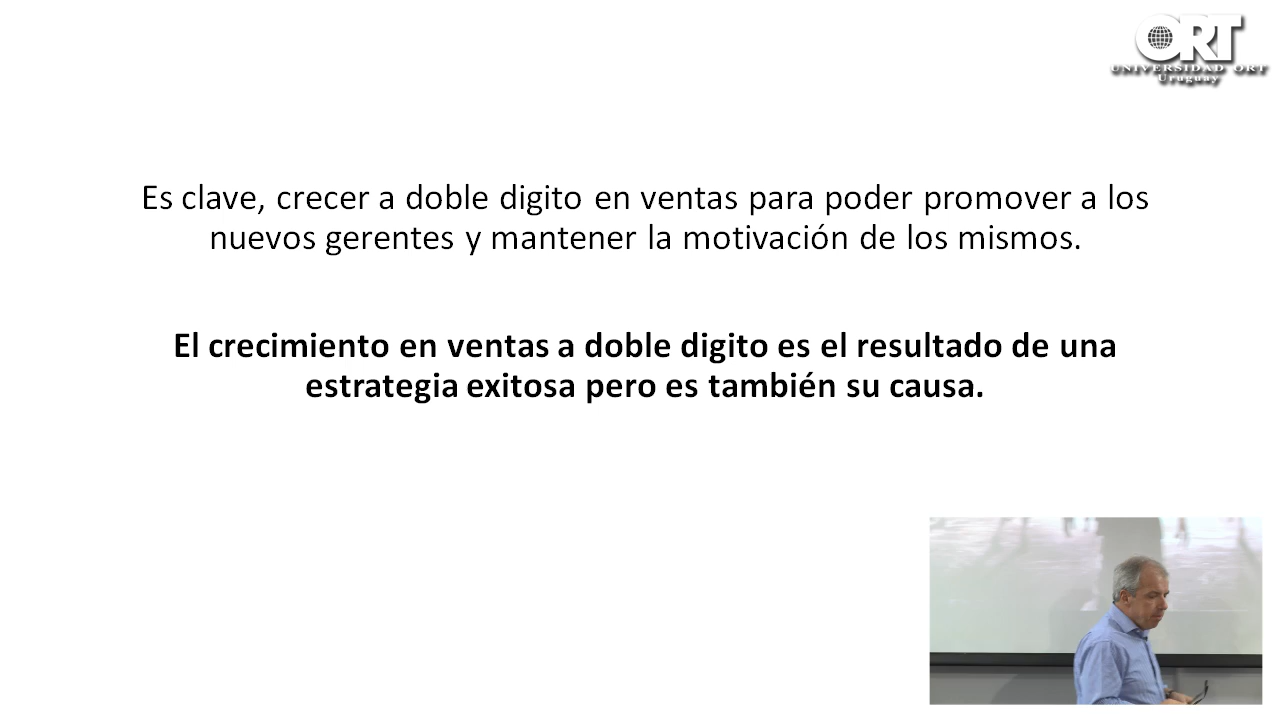 ORT
UNIVERSIDAD ORT
Uruguay
Es clave, crecer a doble digito en ventas para poder promover a los
nuevos gerentes y mantener la motivación de los mismos.
El crecimiento en ventas a doble digito es el resultado de una
estrategia exitosa pero es también su causa.